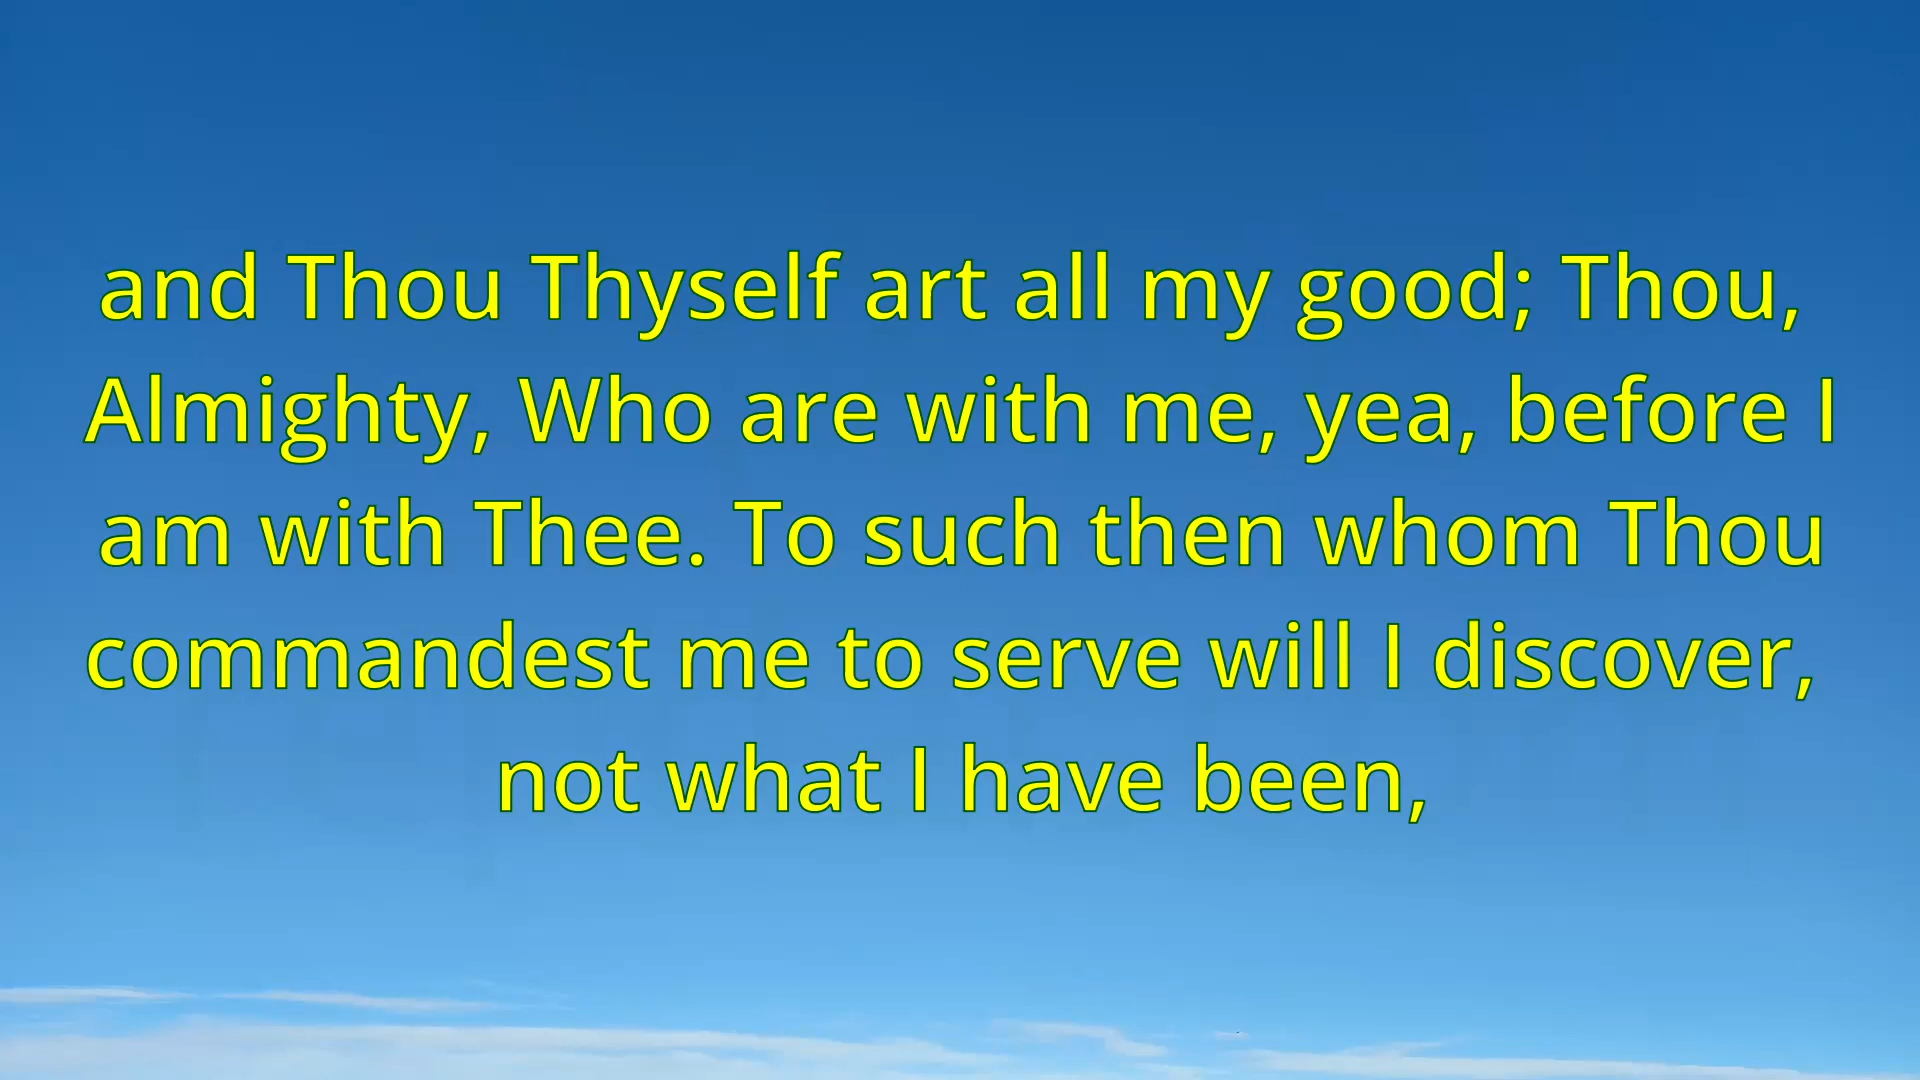 and Thou Thyself art all my good; Thou,
Almighty, Who are with me, yea, before I
am with Thee. To such then whom Thou
commandest me to serve will I discover,
not what I have been,